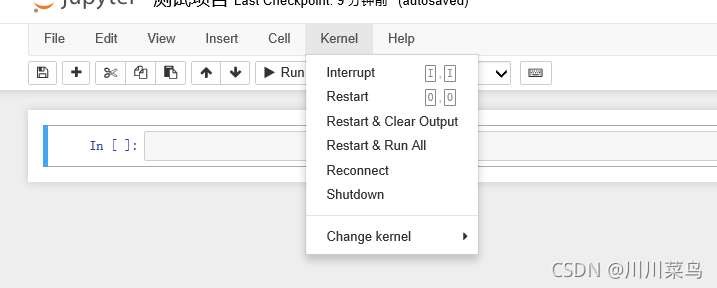 jupyter 测试项目 Last Checkpoint: 9 分钟前 (autosaved)
File Edit View Insert Cell Kernel Help
Run
Interrupt I,I
Restart 0,0
Restart & Clear Output
Restart & Run All
Reconnect
Shutdown
Change kernel
In [ ]:
CSDN @川川菜鸟